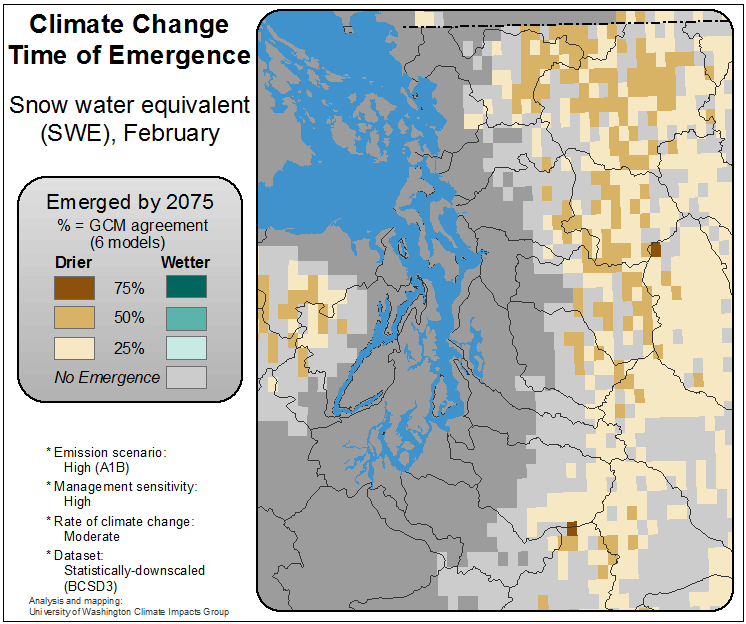 Climate Change
Time of Emergence
Snow water equivalent
(SWE), February
Emerged by 2075
% = GCM agreement
(6 models)
Drier Wetter
75%
50%
25%
No Emergence
* Emission scenario:
High (A1B)
* Management sensitivity:
High
* Rate of climate change:
Moderate
* Dataset:
Statistically-downscaled
(BCSD3)
Analysis and mapping:
University of Washington Climate Impacts Group